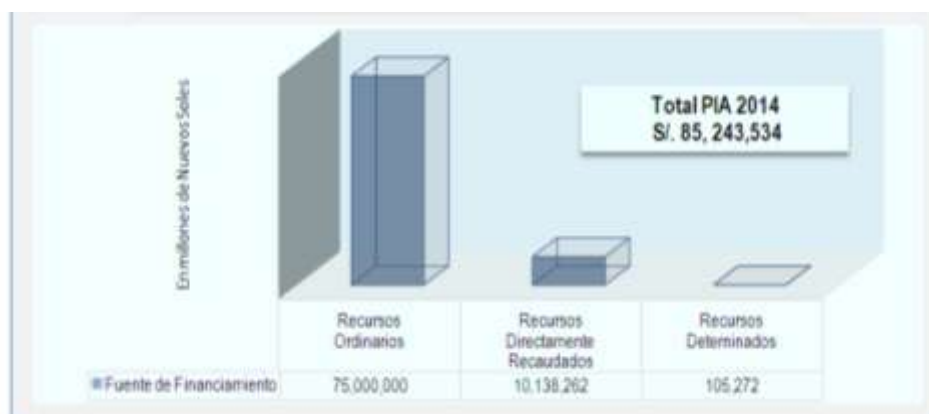 En millones de Nuevos Soles
Total PIA 2014
S/. 85, 243,534
Recursos
Ordinarios
Recursos
Directamente
Recaudados
Recursos
Determinados
Fuente de Financiamiento
75,000,000
10,138,262
105,272